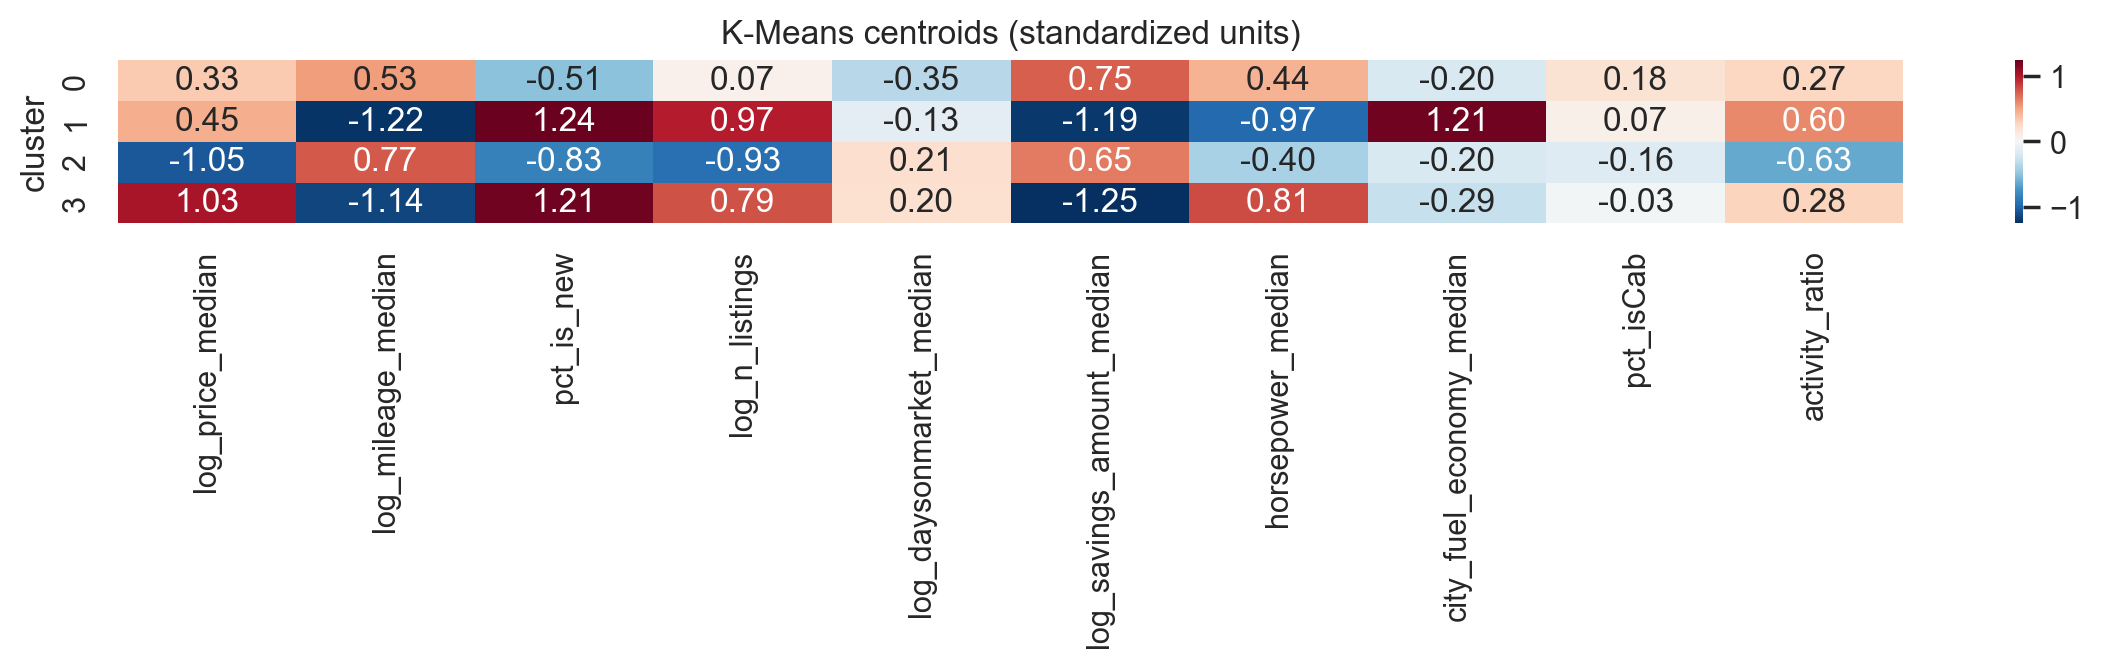 K-Means centroids (standardized units)
cluster
0 0.33 0.53 -0.51 0.07 -0.35 0.75 0.44 -0.20 0.18 0.27
1 0.45 -1.22 1.24 0.97 -0.13 -1.19 -0.97 1.21 0.07 0.60
2 -1.05 0.77 -0.83 -0.93 0.21 0.65 -0.40 -0.20 -0.16 -0.63
3 1.03 -1.14 1.21 0.79 0.20 -1.25 0.81 -0.29 -0.03 0.28
log_price_median
log_mileage_median
pct_is_new
log_n_listings
log_daysonmarket_median
log_savings_amount_median
horsepower_median
city_fuel_economy_median
pct_isCab
activity_ratio
1
0
−1